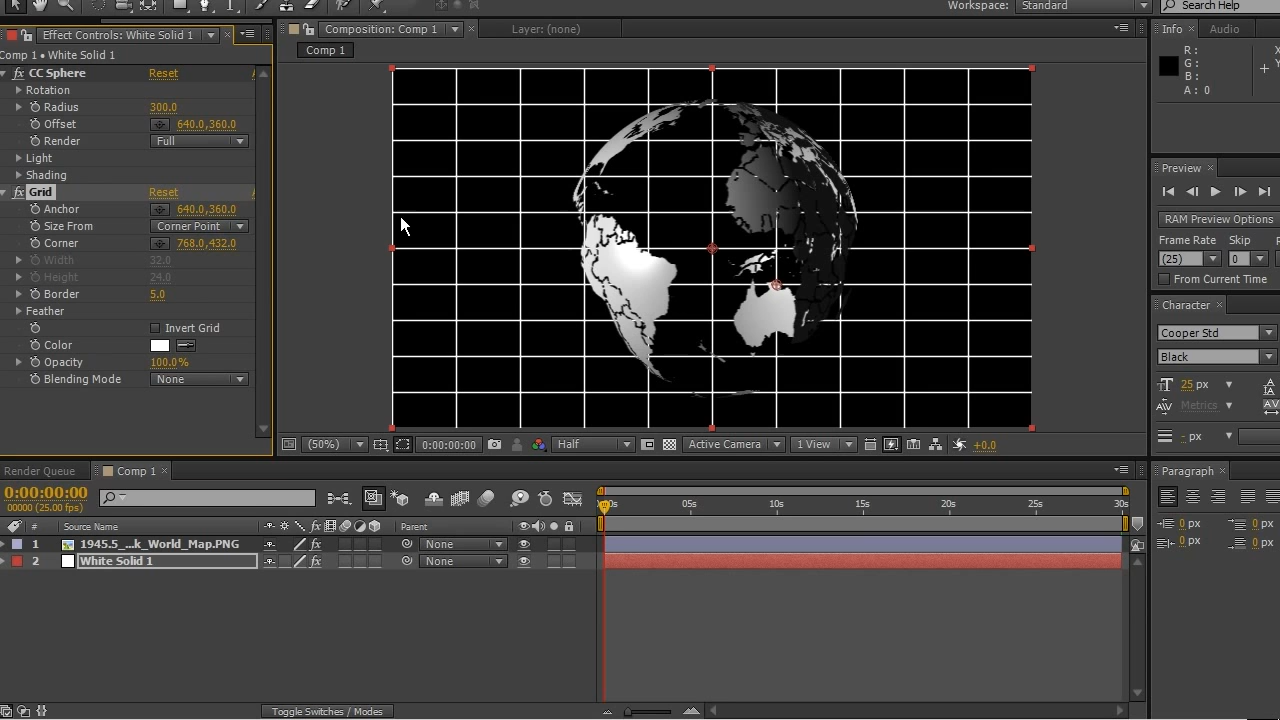 Workspace: Standard Search Help
Effect Controls: White Solid 1
Comp 1 • White Solid 1
fx CC Sphere Reset
Rotation
Radius 300.0
Offset 640.0,360.0
Render Full
Light
Shading
fx Grid Reset
Anchor 640.0,360.0
Size From Corner Point
Corner 768.0,432.0
Width 32.0
Height 24.0
Border 5.0
Feather
Invert Grid
Color
Opacity 100.0%
Blending Mode None
Composition: Comp 1 Layer: (none)
Comp 1
(50%) 0:00:00:00 Half Active Camera 1 View +0.0
Info Audio
R :
G :
B :
A : 0
Preview
RAM Preview Options
Frame Rate Skip
(25) 0
From Current Time
Character
Cooper Std
Black
25 px
Metrics
- px
Paragraph
0 px 0 px
0 px 0 px
Render Queue Comp 1
0:00:00:00
00000 (25.00 fps)
05s 10s 15s 20s 25s 30s
# Source Name fx Parent
1 1945.5_...k_World_Map.PNG fx None
2 White Solid 1 fx None
Toggle Switches / Modes